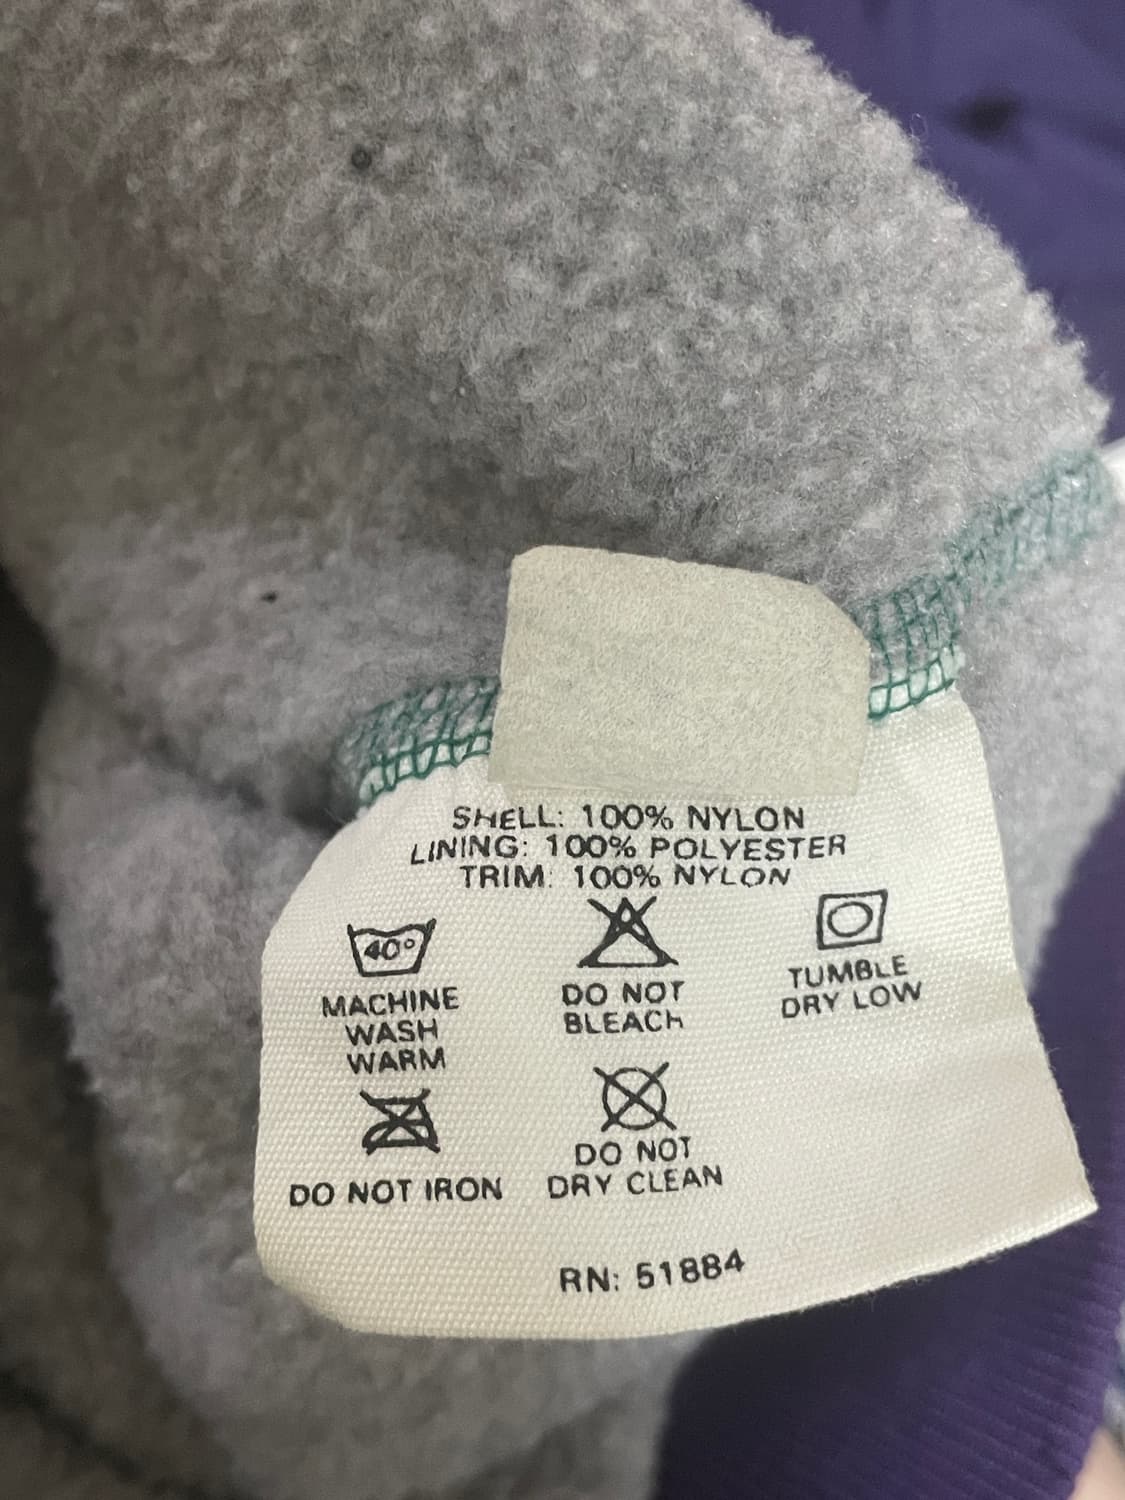 SHELL: 100% NYLON
LINING: 100% POLYESTER
TRIM: 100% NYLON
40°
MACHINE
WASH
WARM
DO NOT
BLEACH
TUMBLE
DRY LOW
DO NOT IRON
DO NOT
DRY CLEAN
RN: 51884